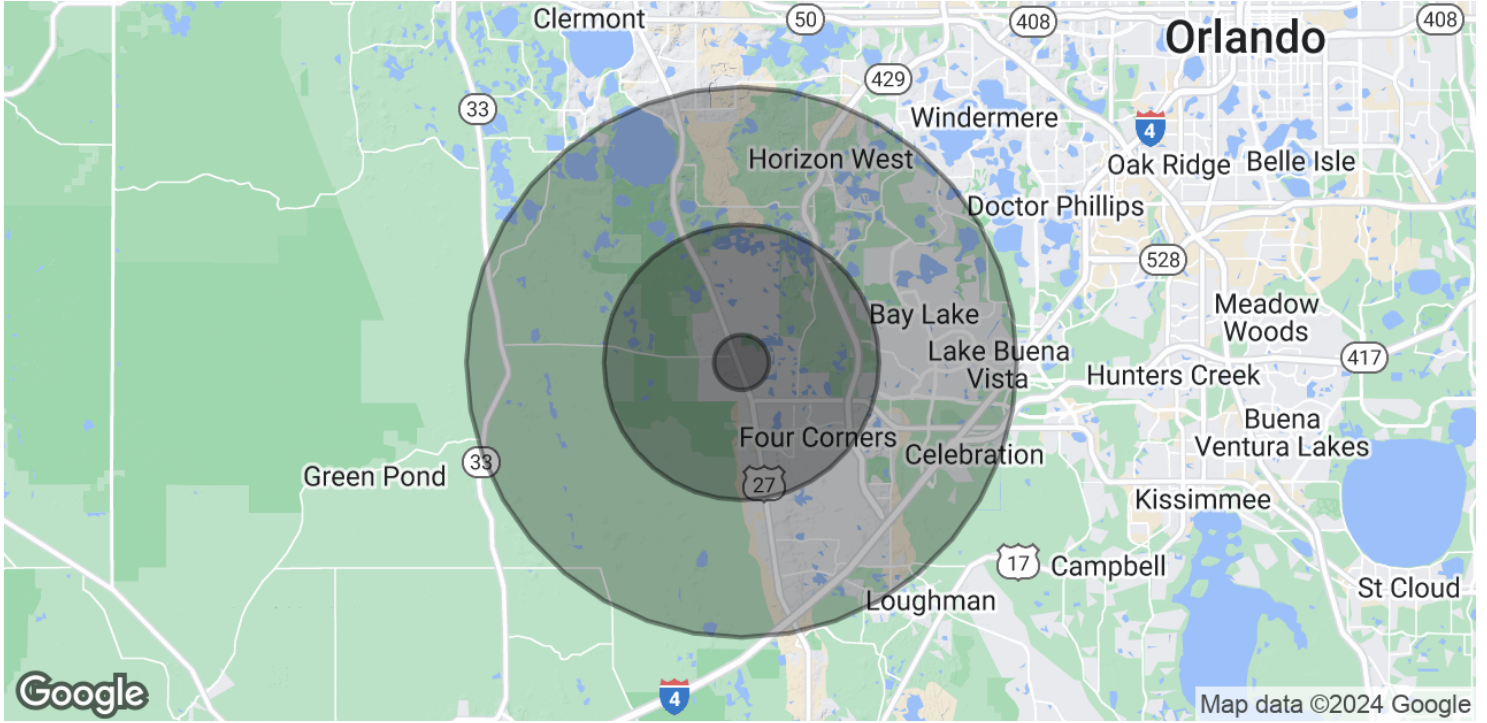 Clermont
50
408
408
Orlando
429
33
Windermere
4
Horizon West
Oak Ridge
Belle Isle
Doctor Phillips
528
Bay Lake
Meadow
Woods
Lake Buena
Vista
417
Hunters Creek
Four Corners
Buena
Ventura Lakes
Celebration
Green Pond
33
27
Kissimmee
17
Campbell
St Cloud
Loughman
4
Google
Map data ©2024 Google